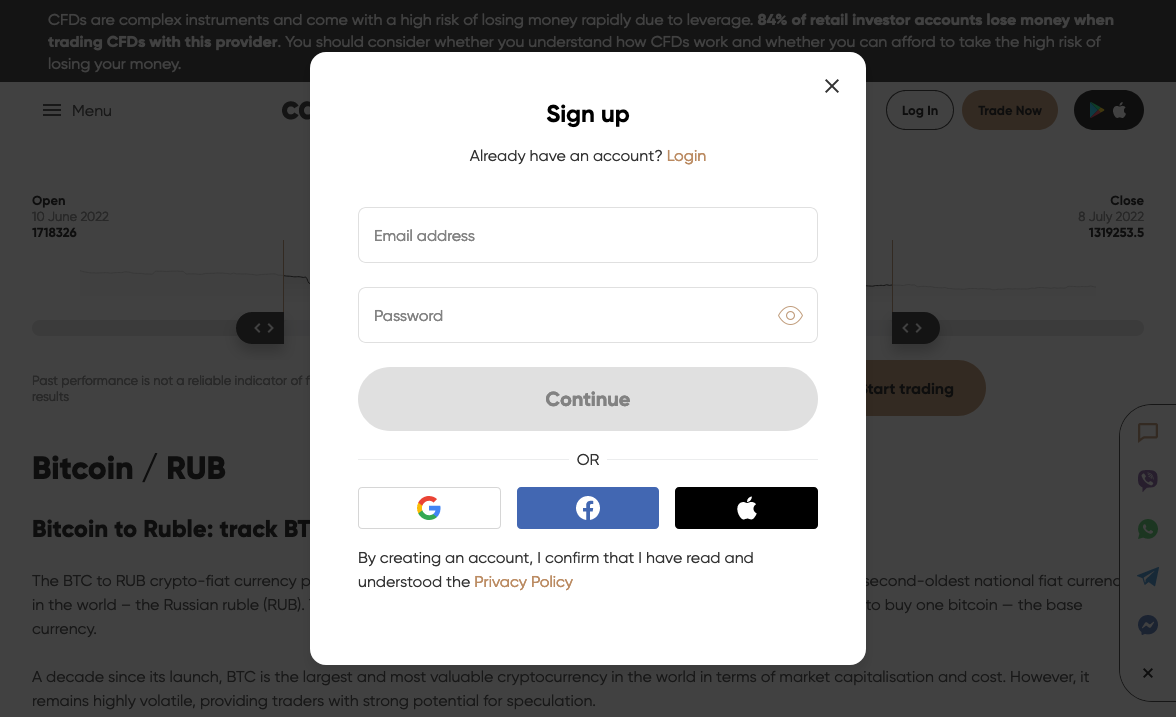 CFDs are complex instruments and come with a high risk of losing money rapidly due to leverage. 84% of retail investor accounts lose money when
trading CFDs with this provider. You should consider whether you understand how CFDs work and whether you can afford to take the high risk of
losing your money.
Menu
Log In
Trade Now
Sign up
Already have an account? Login
Open
10 June 2022
1718326
Close
8 July 2022
1319253.5
Email address
Password
Continue
Past performance is not a reliable indicator of
results
trading
OR
Bitcoin / RUB
Bitcoin to Ruble: track
By creating an account, I confirm that I have read and
understood the Privacy Policy
The BTC to RUB crypto-fiat currency second-oldest national fiat
in the world – the Russian ruble (RUB). to buy one bitcoin — the base
currency.
A decade since its launch, BTC is the largest and most valuable cryptocurrency in the world in terms of market capitalisation and cost. However, it
remains highly volatile, providing traders with strong potential for speculation.